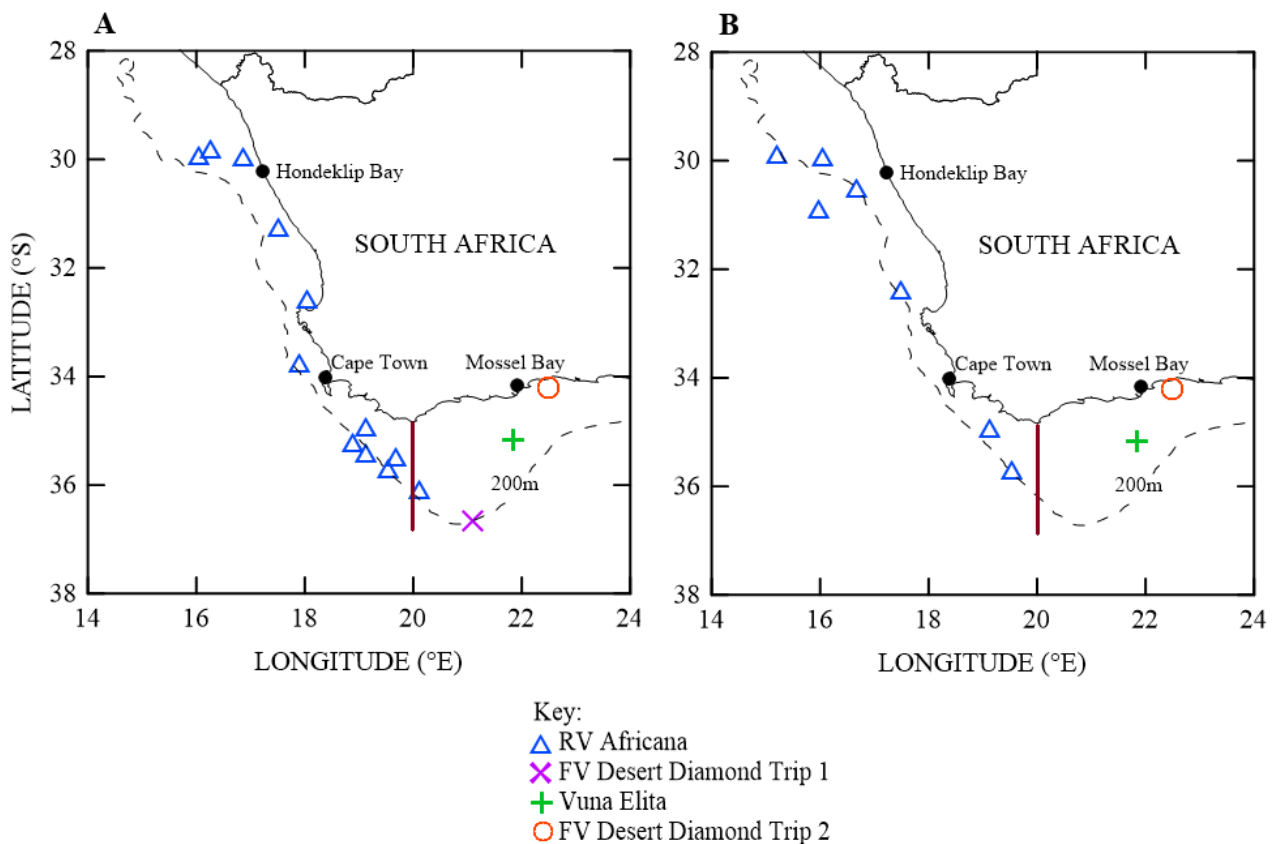 A
28
30
32
34
36
38
14 16 18 20 22 24
LATITUDE (°S)
LONGITUDE (°E)
Hondeklip Bay
SOUTH AFRICA
Cape Town
Mossel Bay
200m
B
28
30
32
34
36
38
14 16 18 20 22 24
LONGITUDE (°E)
Hondeklip Bay
SOUTH AFRICA
Cape Town
Mossel Bay
200m
Key:
RV Africana
FV Desert Diamond Trip 1
Vuna Elita
FV Desert Diamond Trip 2